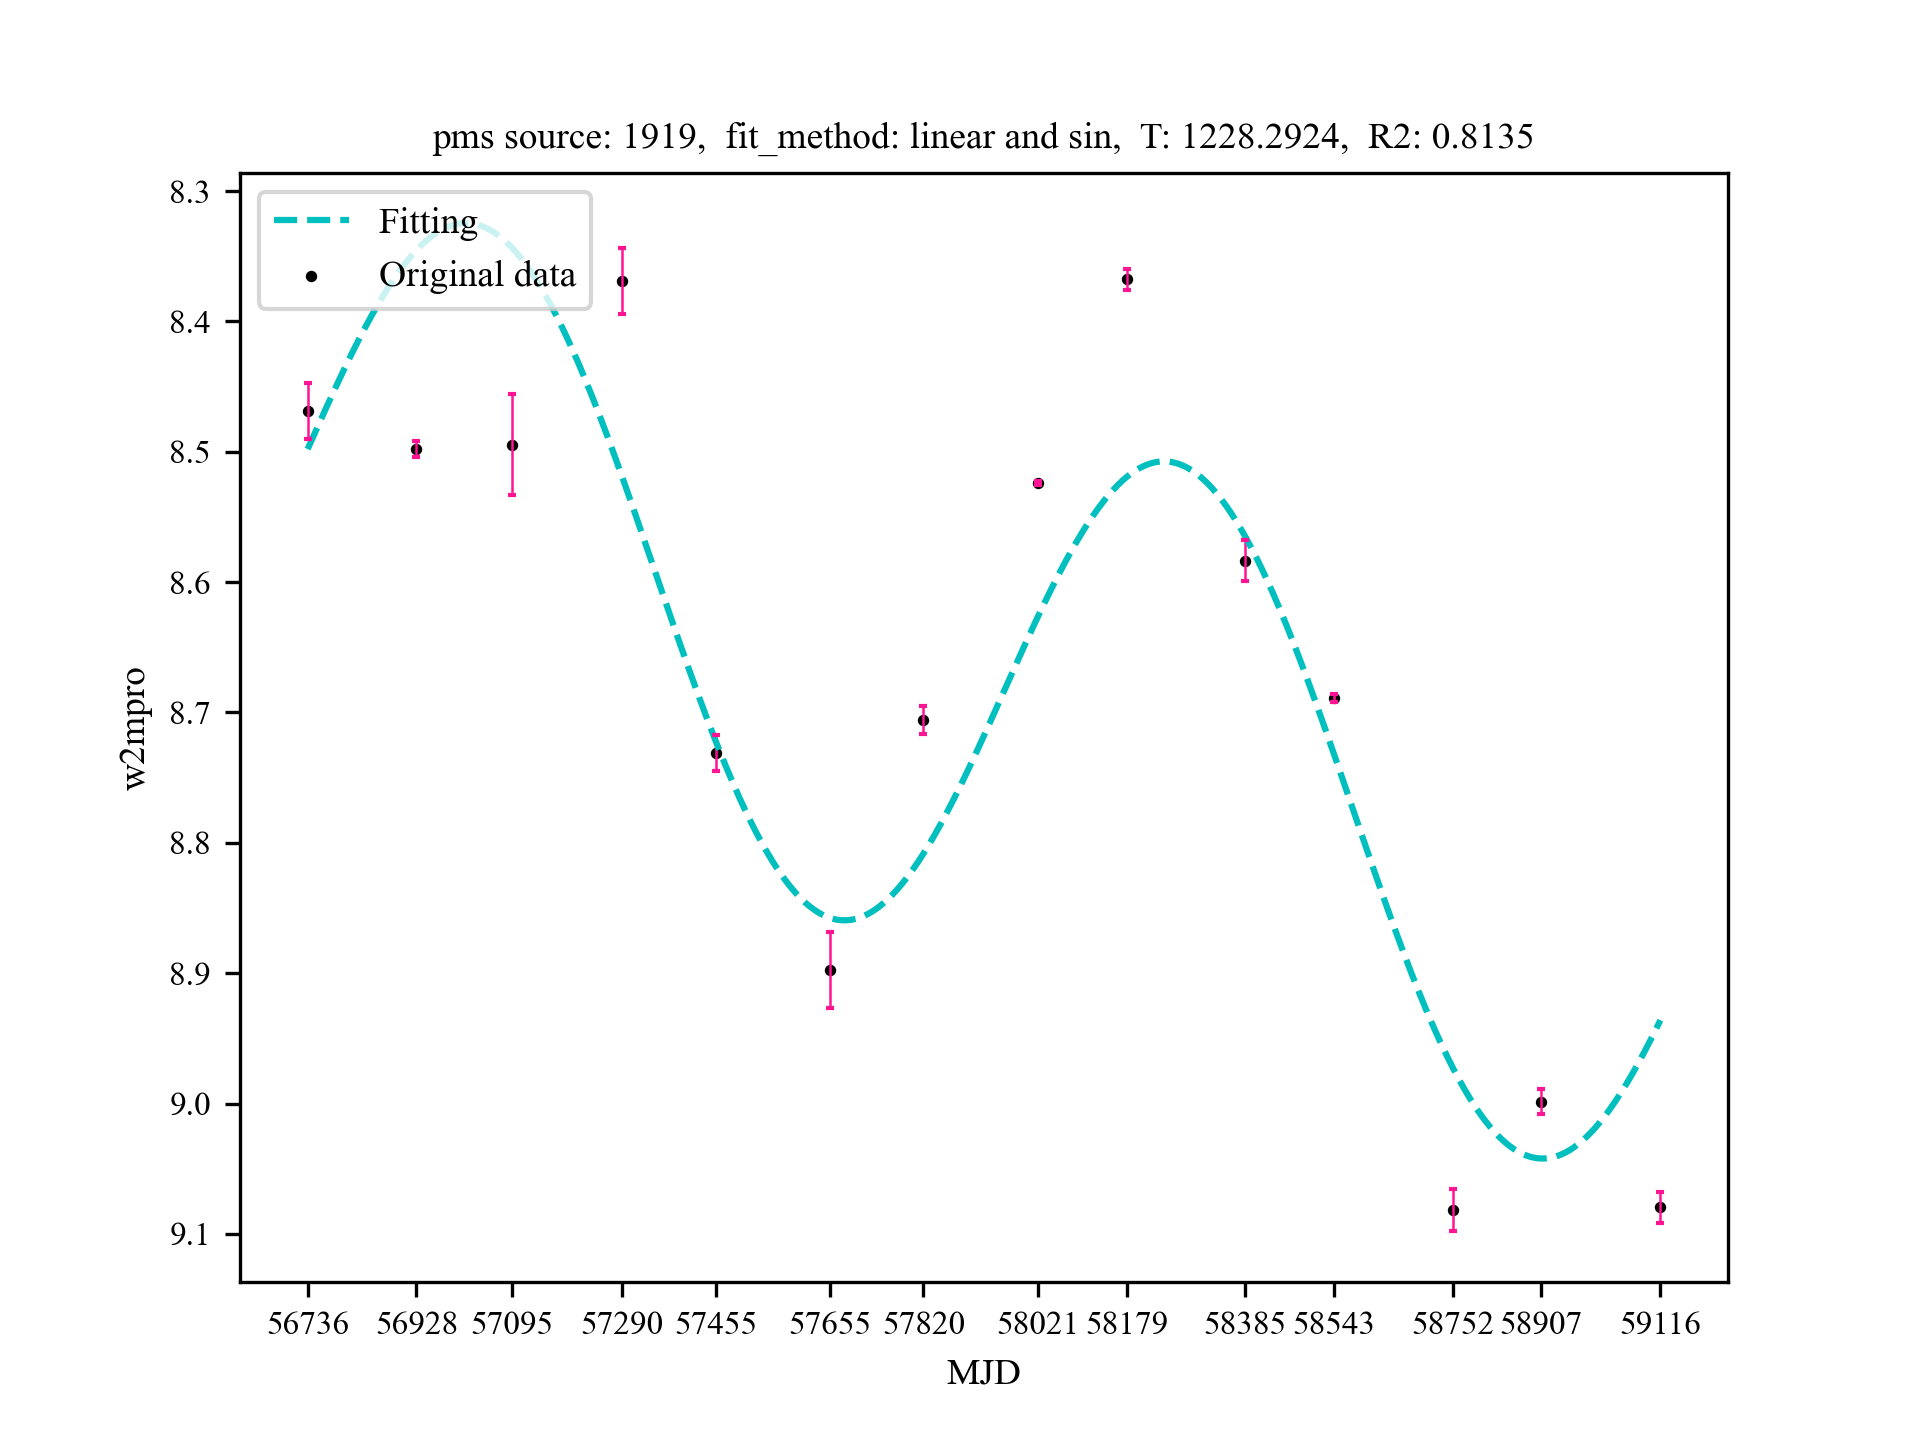 pms source: 1919,  fit_method: linear and sin,  T: 1228.2924,  R2: 0.8135
Fitting
Original data
8.3
8.4
8.5
8.6
8.7
8.8
8.9
9.0
9.1
w2mpro
56736 56928 57095 57290 57455 57655 57820 58021 58179 58385 58543 58752 58907 59116
MJD